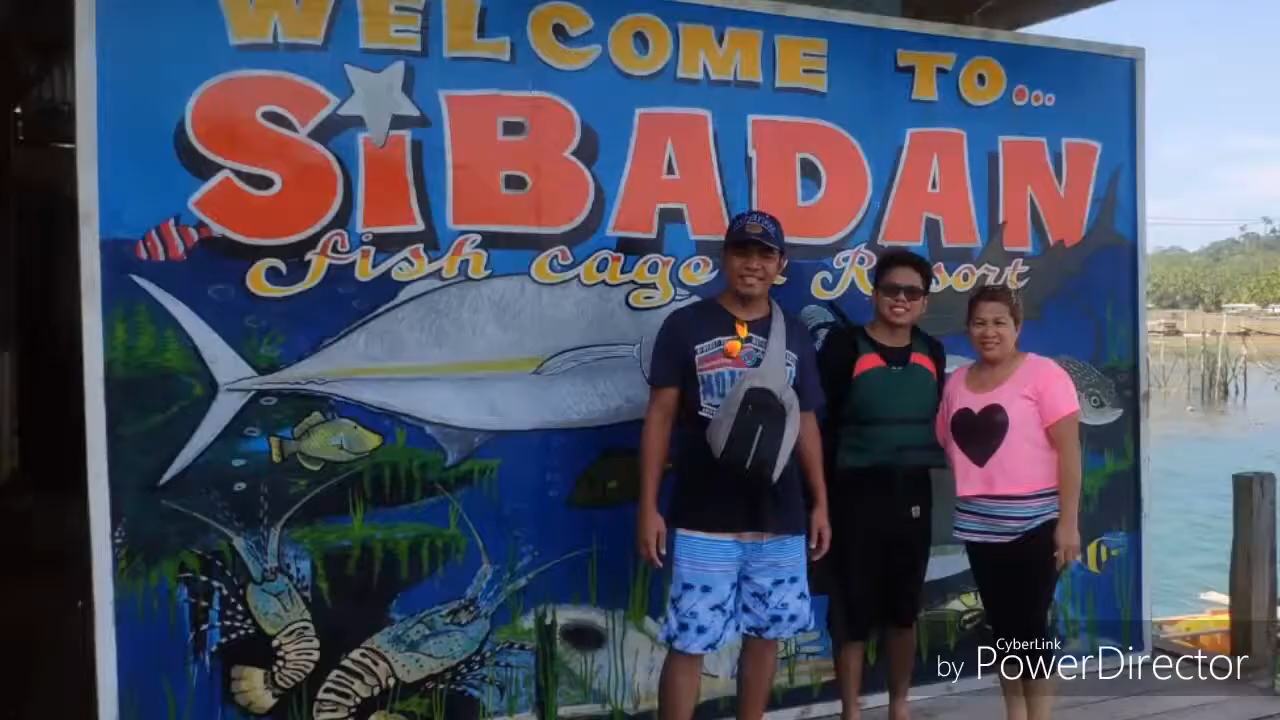 WELCOME TO...
SiBADAN
fish cage & Resort
CyberLink
by PowerDirector